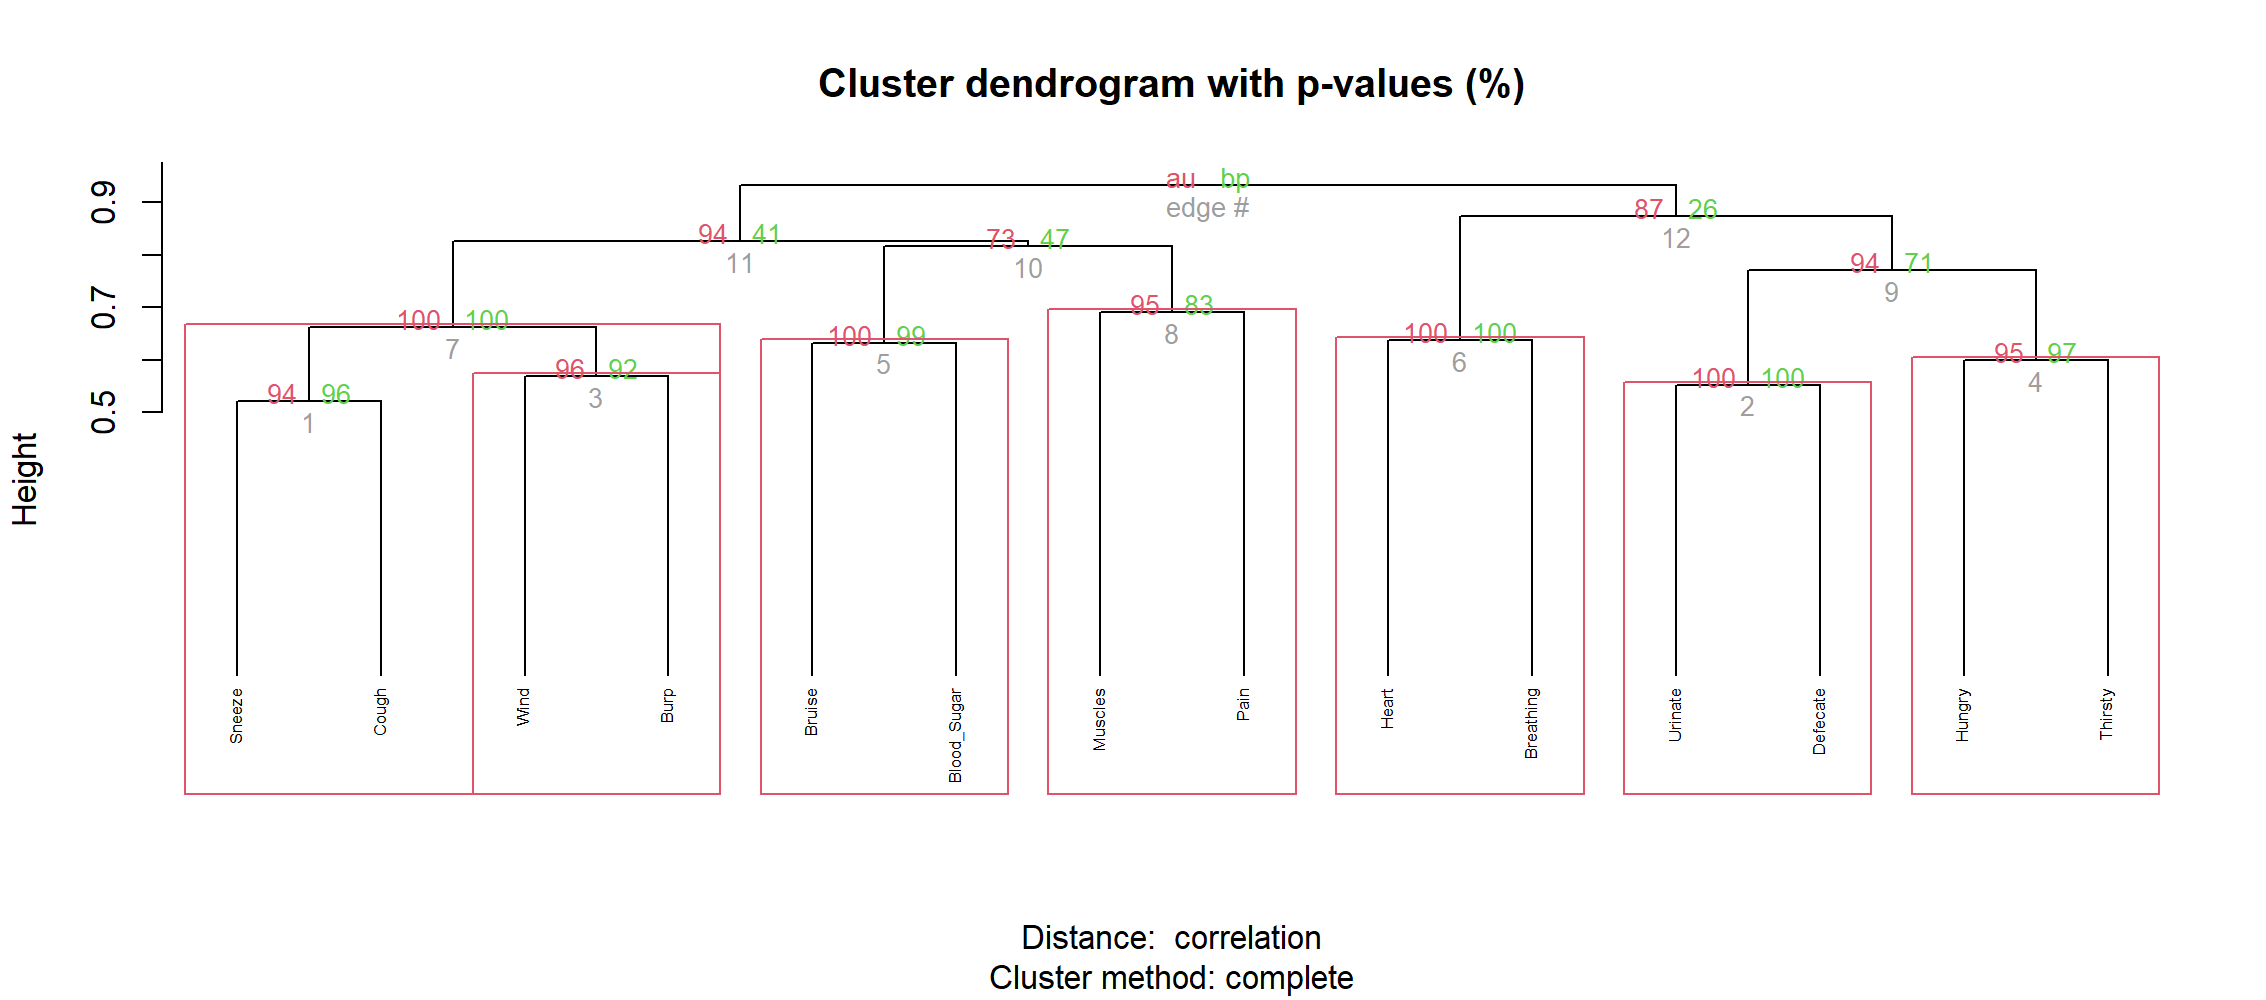 Cluster dendrogram with p-values (%)
Height
0.5 0.7 0.9
au bp
edge #
87 26
12
94 41
11
73 47
10
94 71
9
95 83
8
100 100
7
100 99
5
100 100
6
95 97
4
96 92
3
100 100
2
94 96
1
Sneeze
Cough
Wind
Burp
Bruise
Blood_Sugar
Muscles
Pain
Heart
Breathing
Urinate
Defecate
Hungry
Thirsty
Distance: correlation
Cluster method: complete